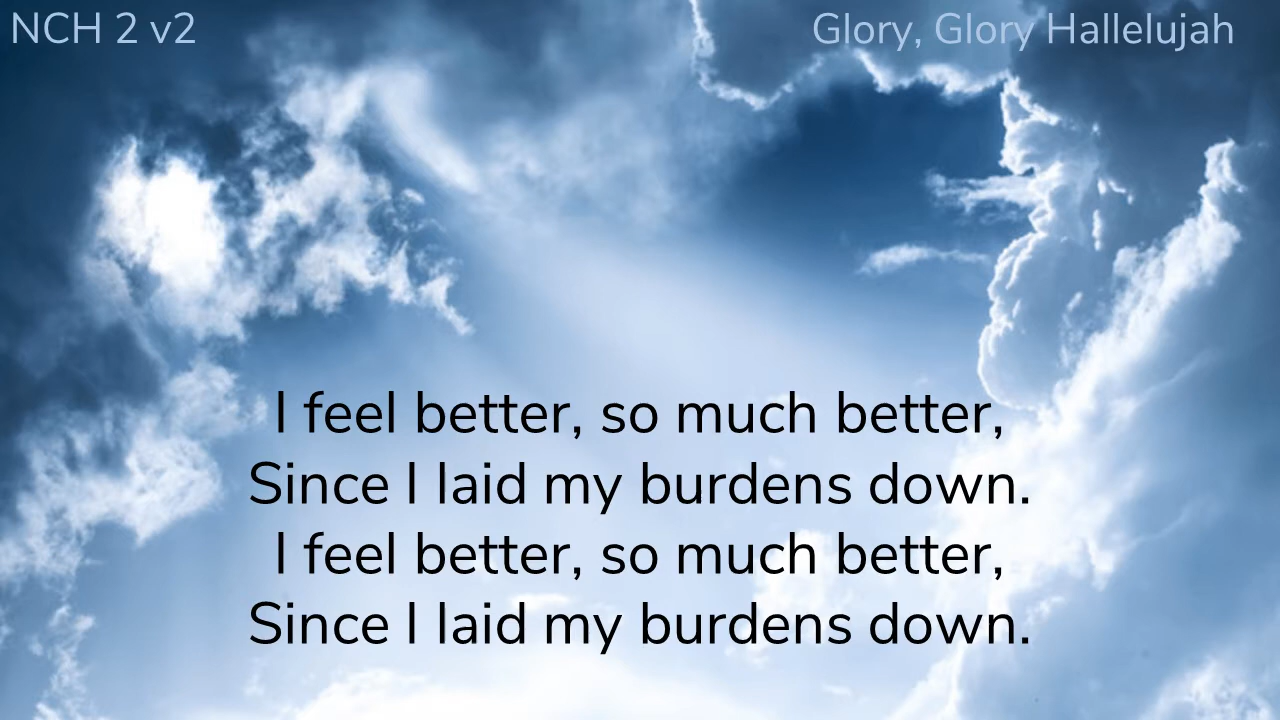 NCH 2 v2
Glory, Glory Hallelujah
I feel better, so much better,
Since I laid my burdens down.
I feel better, so much better,
Since I laid my burdens down.